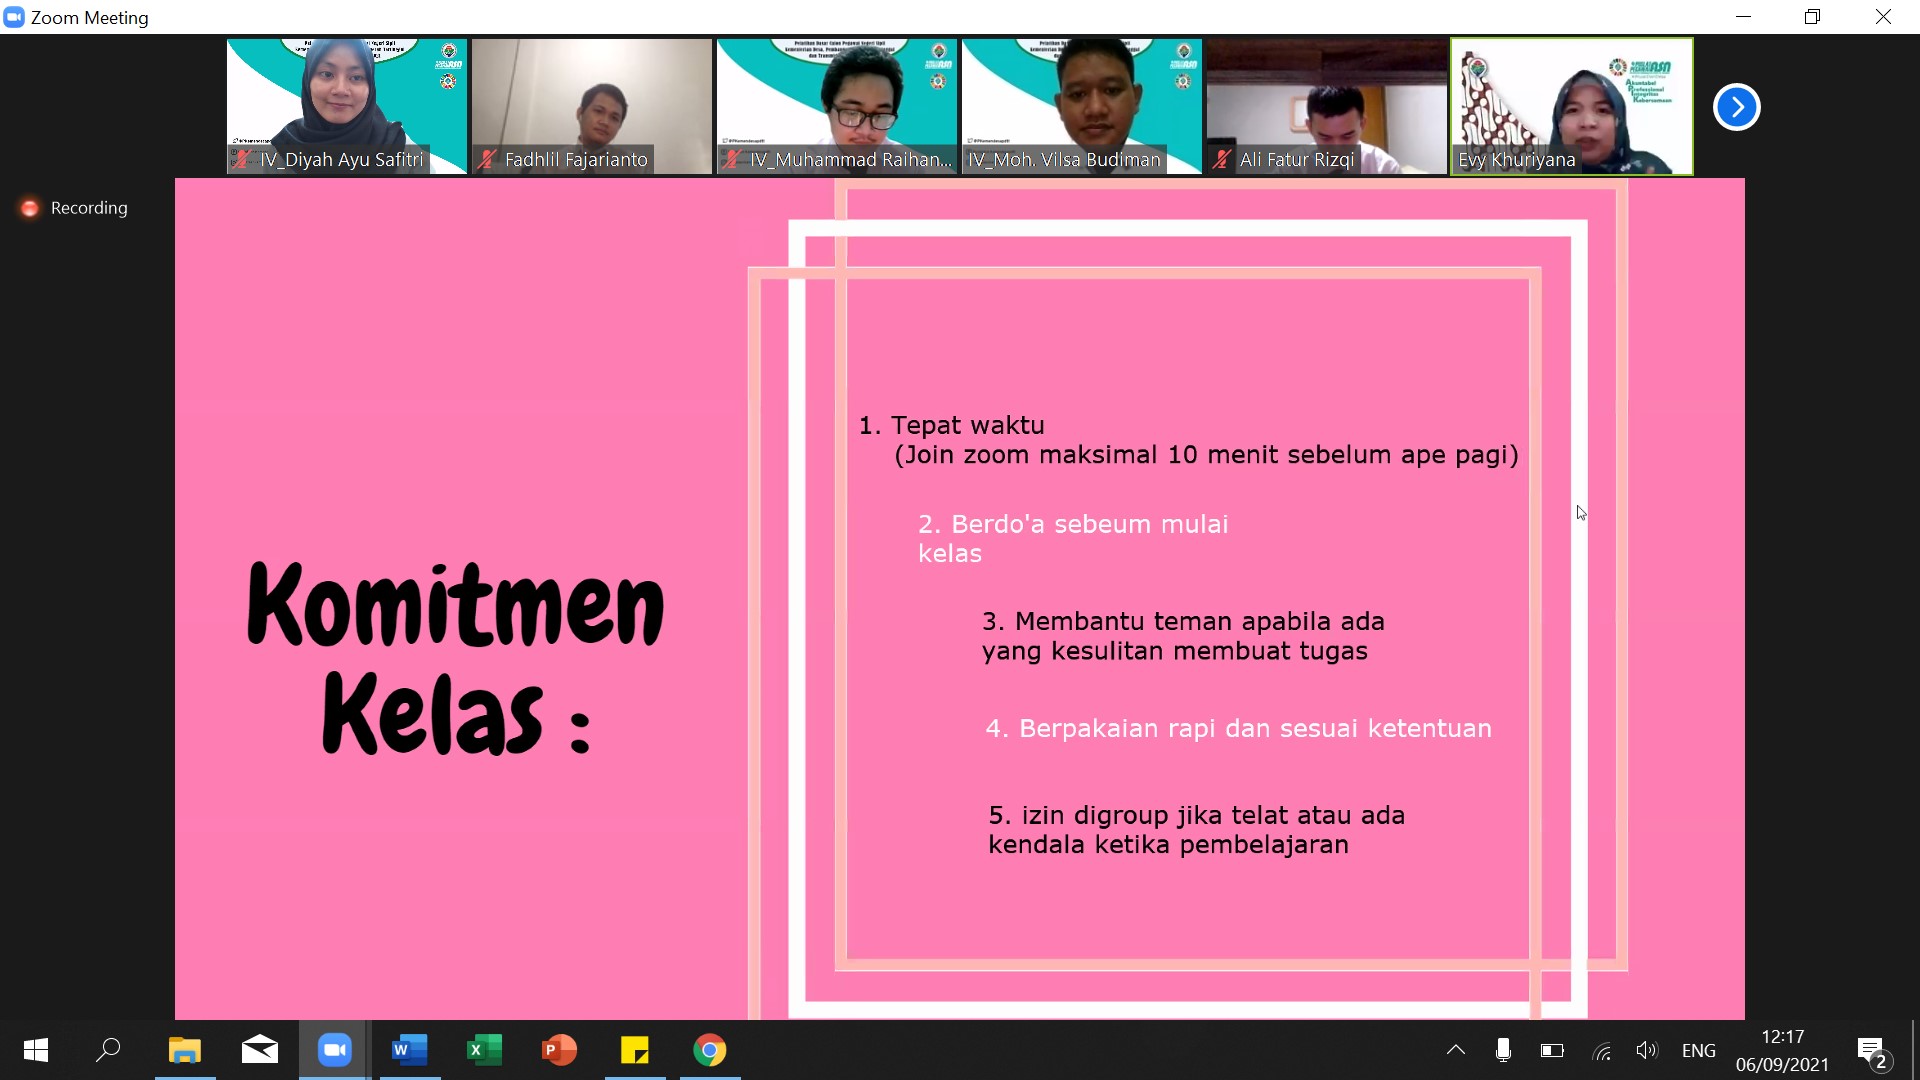 Zoom Meeting
IV_Diyah Ayu Safitri
Fadhlil Fajarianto
IV_Muhammad Raihan...
IV_Moh. Vilsa Budiman
Ali Fatur Rizqi
Evy Khuriyana
Recording
Komitmen
Kelas :
1. Tepat waktu
(Join zoom maksimal 10 menit sebelum ape pagi)
2. Berdo'a sebeum mulai
kelas
3. Membantu teman apabila ada
yang kesulitan membuat tugas
4. Berpakaian rapi dan sesuai ketentuan
5. izin digroup jika telat atau ada
kendala ketika pembelajaran
ENG
12:17
06/09/2021
2